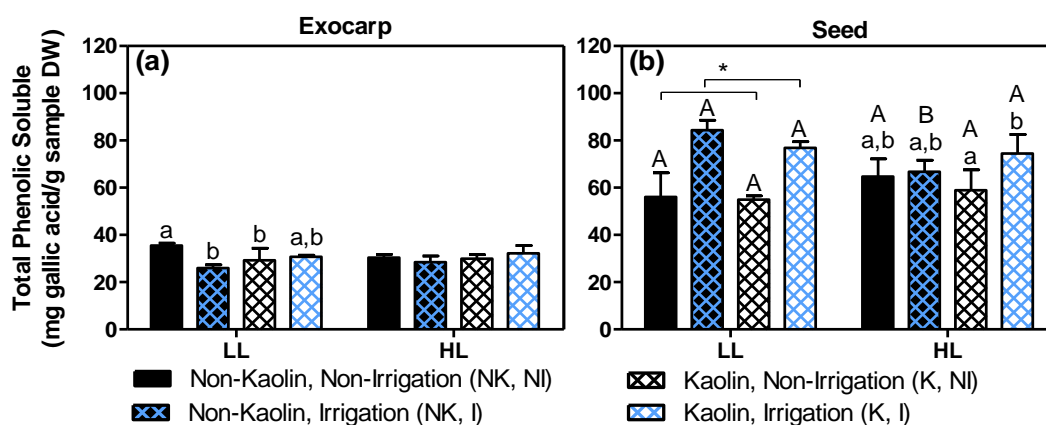 Exocarp
Seed
Total Phenolic Soluble
(mg gallic acid/g sample DW)
120
100
80
60
40
20
0
(a)
a
b
b
a,b
LL
HL
120
100
80
60
40
20
0
(b)
*
A
A
A
A
A
a,b
B
a,b
A
a
A
b
LL
HL
Non-Kaolin, Non-Irrigation (NK, NI)
Kaolin, Non-Irrigation (K, NI)
Non-Kaolin, Irrigation (NK, I)
Kaolin, Irrigation (K, I)